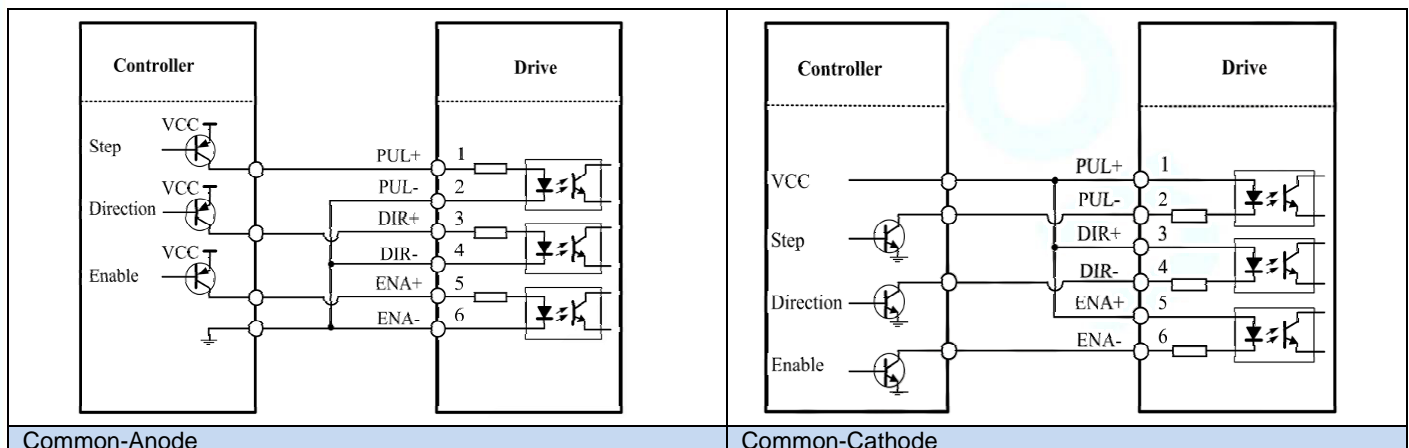 Controller
Drive
VCC
Step
PUL+ 1
PUL- 2
VCC
Direction
DIR+ 3
DIR- 4
VCC
Enable
ENA+ 5
ENA- 6
Common-Anode
Controller
Drive
PUL+ 1
VCC
PUL- 2
Step
DIR+ 3
DIR- 4
Direction
ENA+ 5
ENA- 6
Enable
Common-Cathode